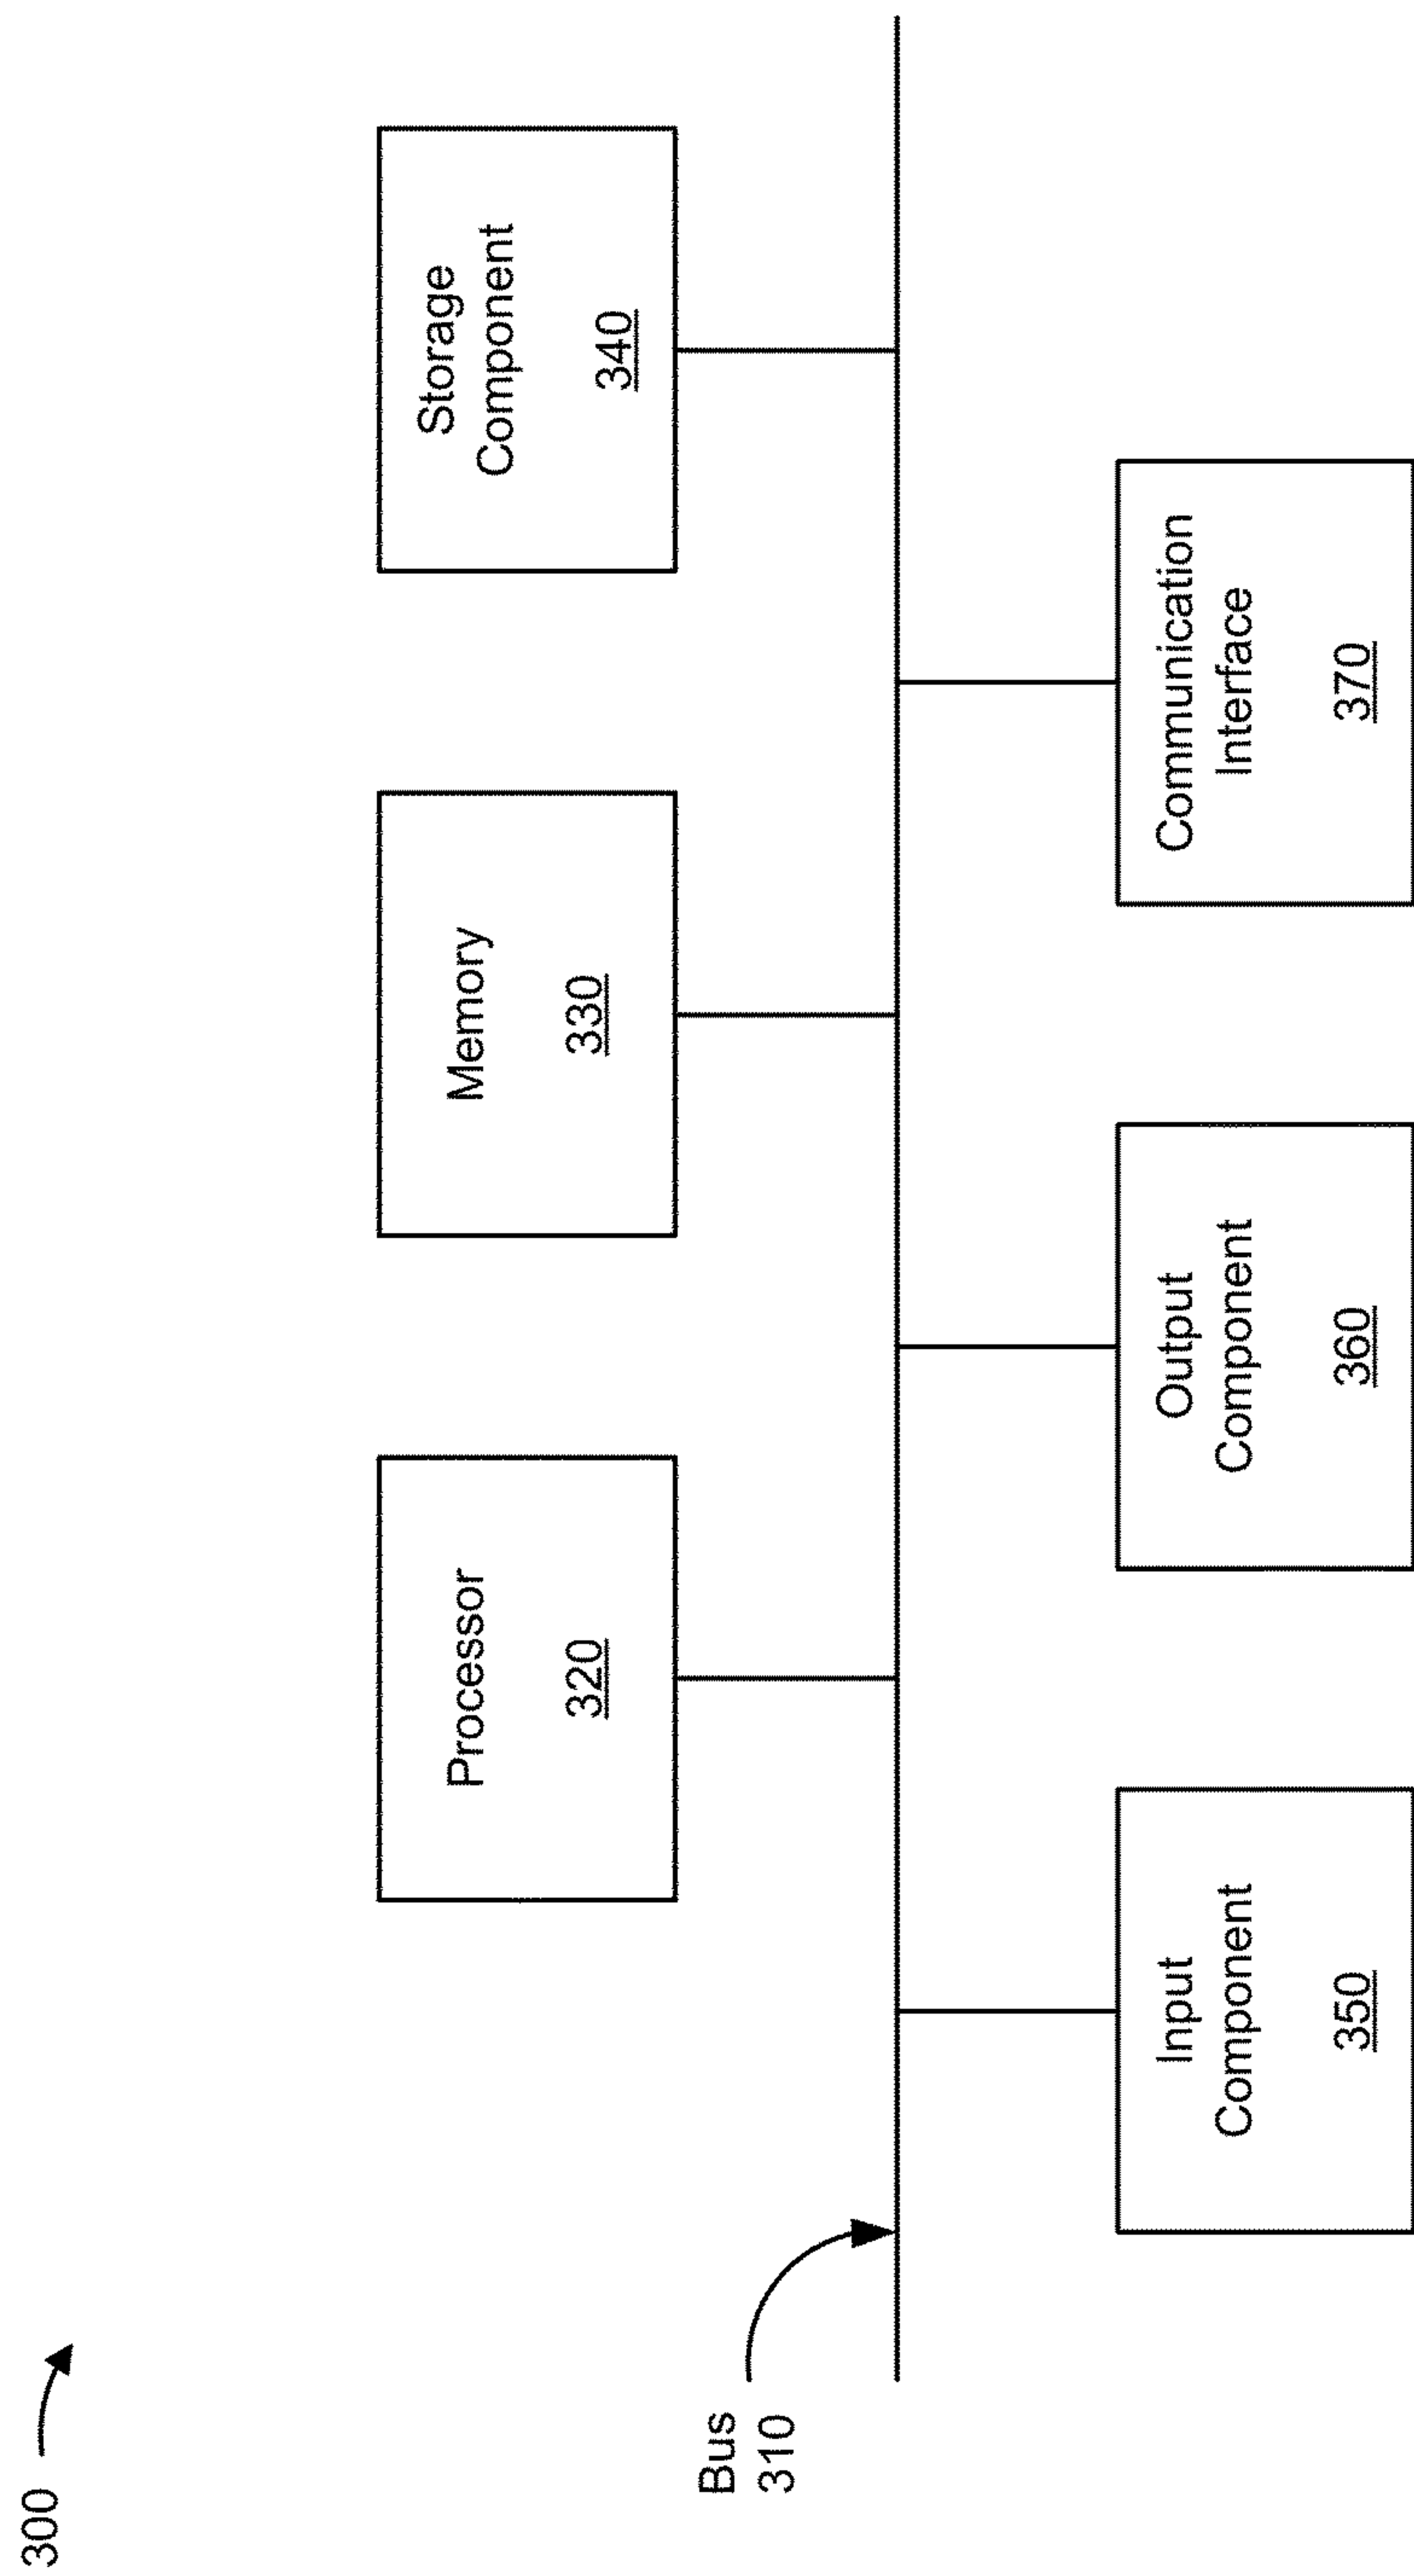 300
Bus
310
Processor
320
Memory
330
Storage
Component
340
Input
Component
350
Output
Component
360
Communication
Interface
370